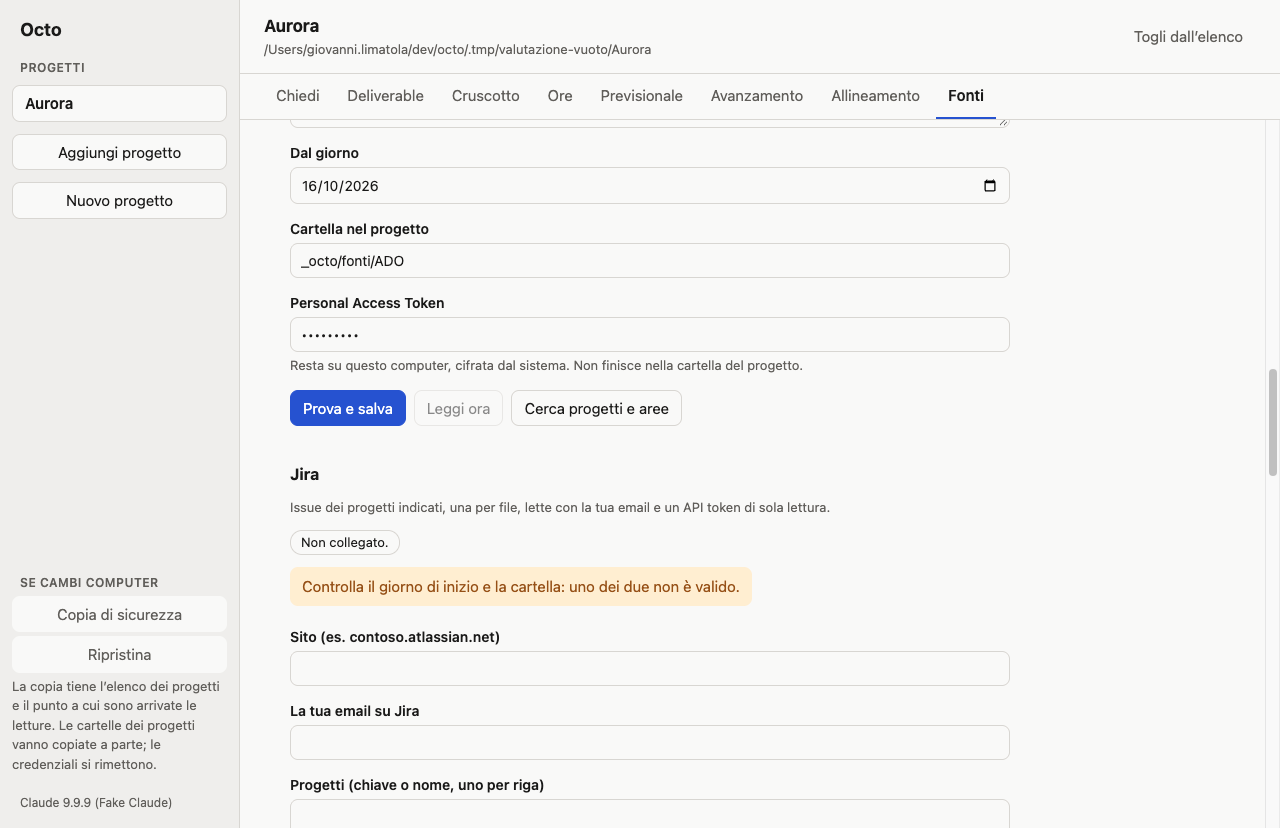 Octo
PROGETTI
Aurora
Aggiungi progetto
Nuovo progetto
SE CAMBI COMPUTER
Copia di sicurezza
Ripristina
La copia tiene l'elenco dei progetti
e il punto a cui sono arrivate le
letture. Le cartelle dei progetti
vanno copiate a parte; le
credenziali si rimettono.
Claude 9.9.9 (Fake Claude)
Aurora
/Users/giovanni.limatola/dev/octo/.tmp/valutazione-vuoto/Aurora
Togli dall'elenco
Chiedi Deliverable Cruscotto Ore Previsionale Avanzamento Allineamento Fonti
Dal giorno
16/10/2026
Cartella nel progetto
_octo/fonti/ADO
Personal Access Token
•••••••••
Resta su questo computer, cifrata dal sistema. Non finisce nella cartella del progetto.
Prova e salva Leggi ora Cerca progetti e aree
Jira
Issue dei progetti indicati, una per file, lette con la tua email e un API token di sola lettura.
Non collegato.
Controlla il giorno di inizio e la cartella: uno dei due non è valido.
Sito (es. contoso.atlassian.net)
La tua email su Jira
Progetti (chiave o nome, uno per riga)